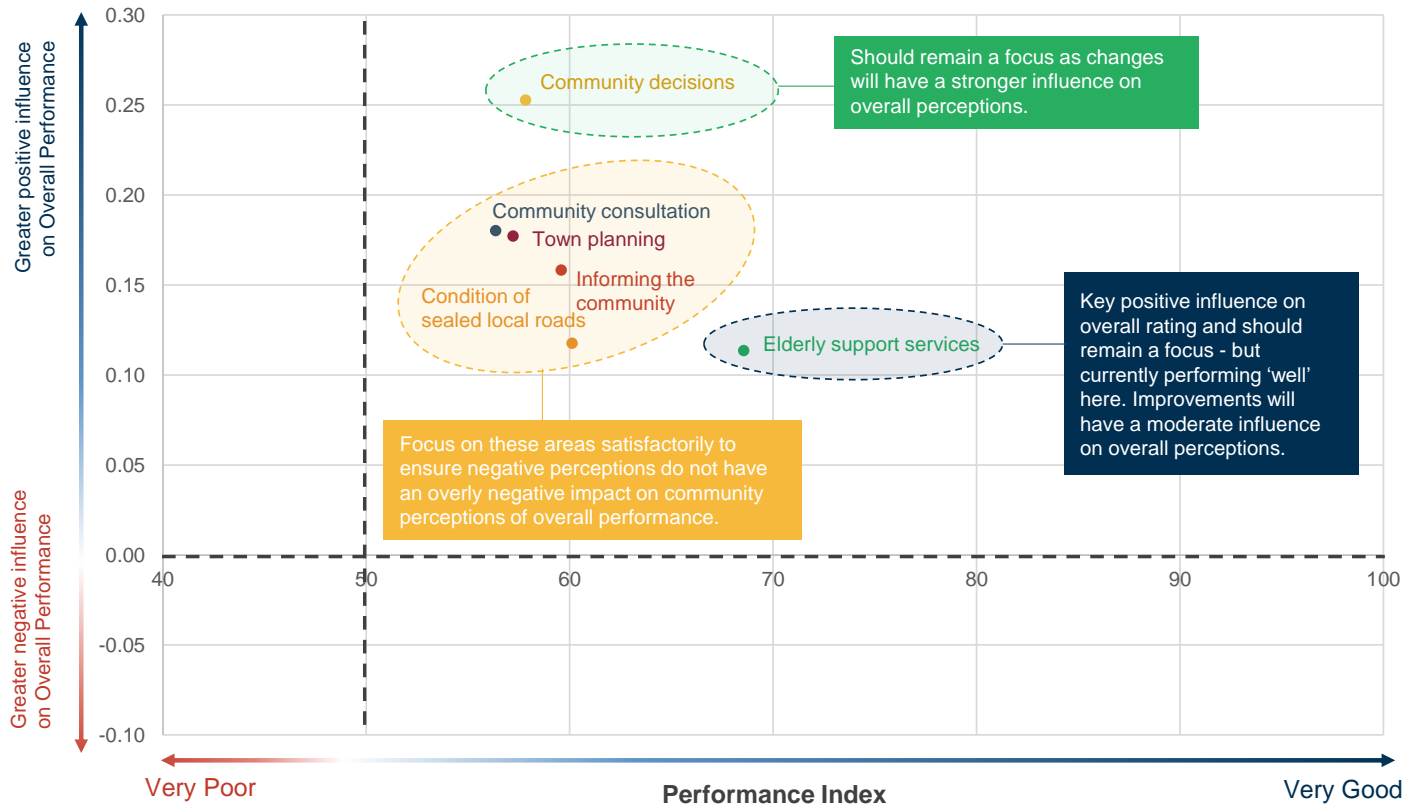 Greater positive influence
on Overall Performance
Greater negative influence
on Overall Performance
0.30
0.25
0.20
0.15
0.10
0.05
0.00
-0.05
-0.10
40
50
60
70
80
90
100
Community decisions
Should remain a focus as changes
will have a stronger influence on
overall perceptions.
Community consultation
Town planning
Informing the
community
Condition of
sealed local roads
Elderly support services
Key positive influence on
overall rating and should
remain a focus - but
currently performing ‘well’
here. Improvements will
have a moderate influence
on overall perceptions.
Focus on these areas satisfactorily to
ensure negative perceptions do not have
an overly negative impact on community
perceptions of overall performance.
Very Poor
Performance Index
Very Good